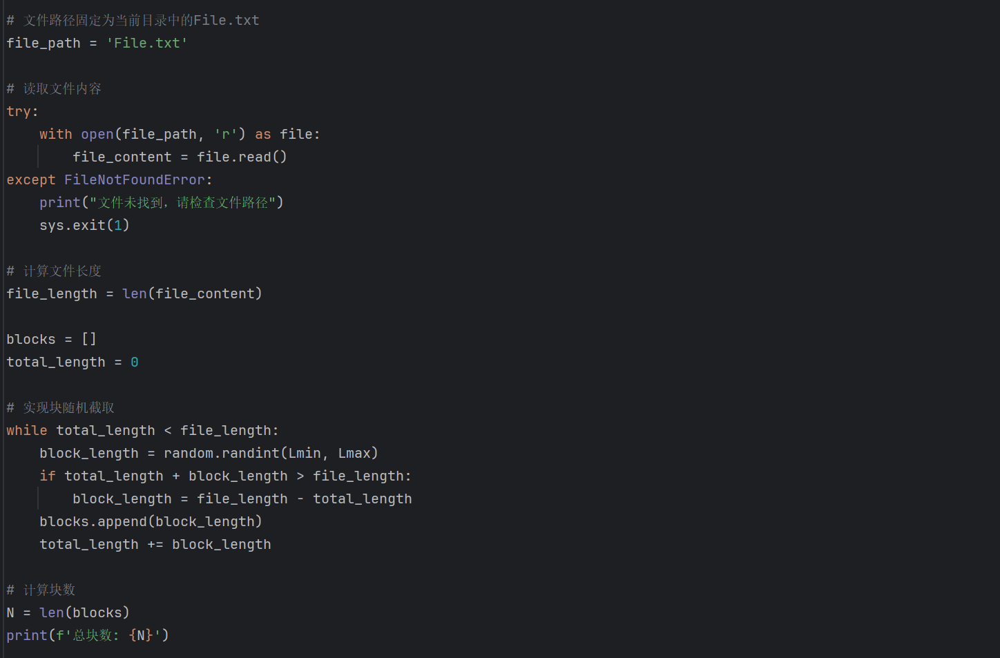 # 文件路径固定为当前目录中的File.txt
file_path = 'File.txt'
# 读取文件内容
try:
    with open(file_path, 'r') as file:
        file_content = file.read()
except FileNotFoundError:
    print("文件未找到，请检查文件路径")
    sys.exit(1)
# 计算文件长度
file_length = len(file_content)
blocks = []
total_length = 0
# 实现块随机截取
while total_length < file_length:
    block_length = random.randint(Lmin, Lmax)
    if total_length + block_length > file_length:
        block_length = file_length - total_length
    blocks.append(block_length)
    total_length += block_length
# 计算块数
N = len(blocks)
print(f'总块数: {N}')